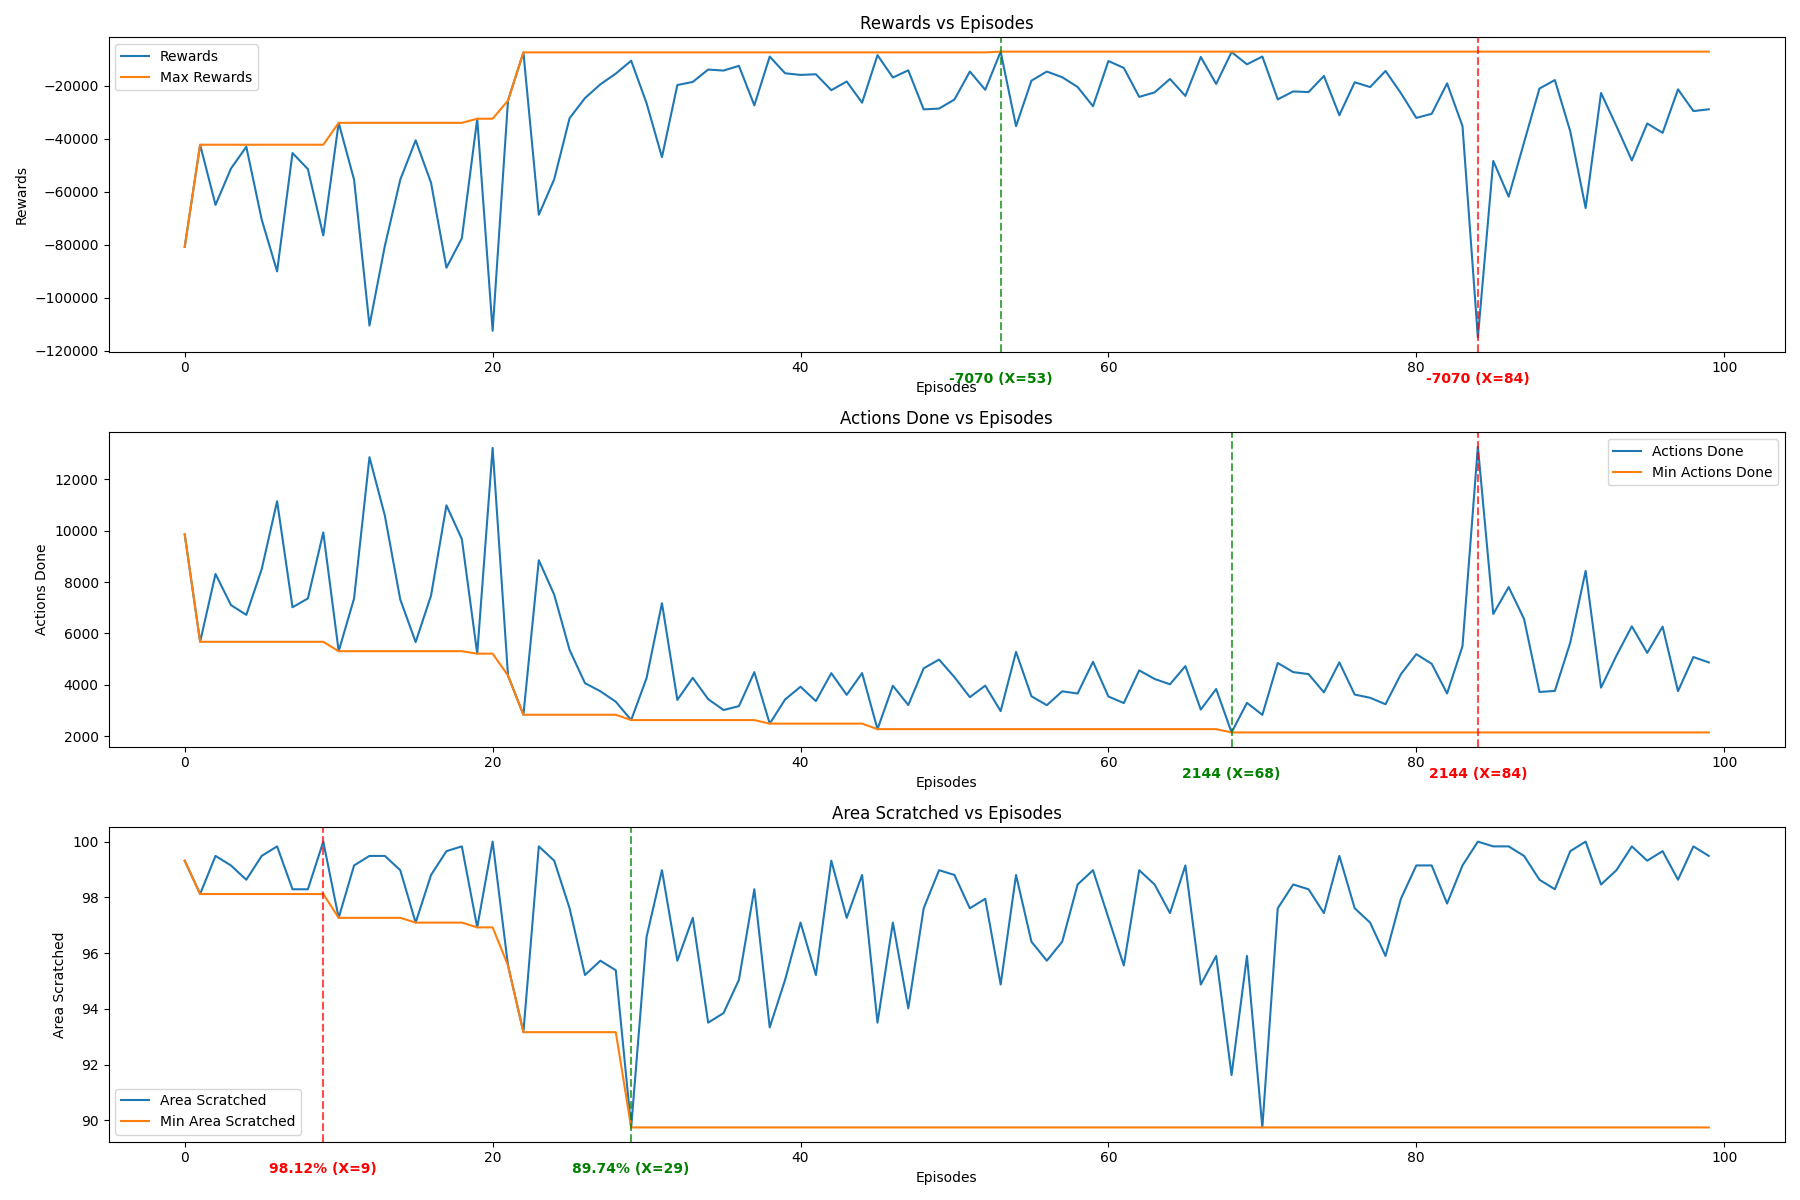 Rewards vs Episodes
Rewards
Max Rewards
Rewards
−20000
−40000
−60000
−80000
−100000
−120000
0
20
40
60
80
100
-7070 (X=53)
-7070 (X=84)
Episodes
Actions Done vs Episodes
Actions Done
Min Actions Done
Actions Done
12000
10000
8000
6000
4000
2000
0
20
40
60
80
100
2144 (X=68)
2144 (X=84)
Episodes
Area Scratched vs Episodes
Area Scratched
100
98
96
94
92
90
Area Scratched
Min Area Scratched
0
20
40
60
80
100
98.12% (X=9)
89.74% (X=29)
Episodes